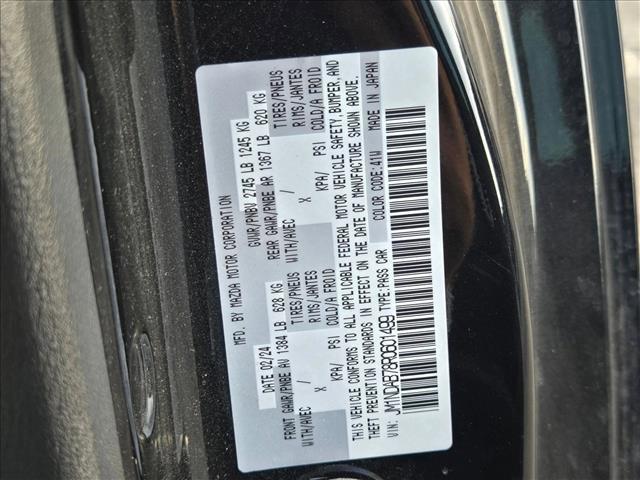 MFD. BY MAZDA MOTOR CORPORATION
DATE 02/24 GVWR/PNBV 2745 LB 1245 KG
FRONT GAWR/PNBE AV 1384 LB 628 KG REAR GAWR/PNBE AR 1367 LB 620 KG
WITH/AVEC / TIRES/PNEUS WITH/AVEC / TIRES/PNEUS
X RIMS/JANTES X RIMS/JANTES
KPA/ PSI COLD/A FROID KPA/ PSI COLD/A FROID
THIS VEHICLE CONFORMS TO ALL APPLICABLE FEDERAL MOTOR VEHICLE SAFETY, BUMPER, AND
THEFT PREVENTION STANDARDS IN EFFECT ON THE DATE OF MANUFACTURE SHOWN ABOVE.
VIN: JM1NDAB78R0601499 TYPE:PASS CAR COLOR CODE:41W MADE IN JAPAN